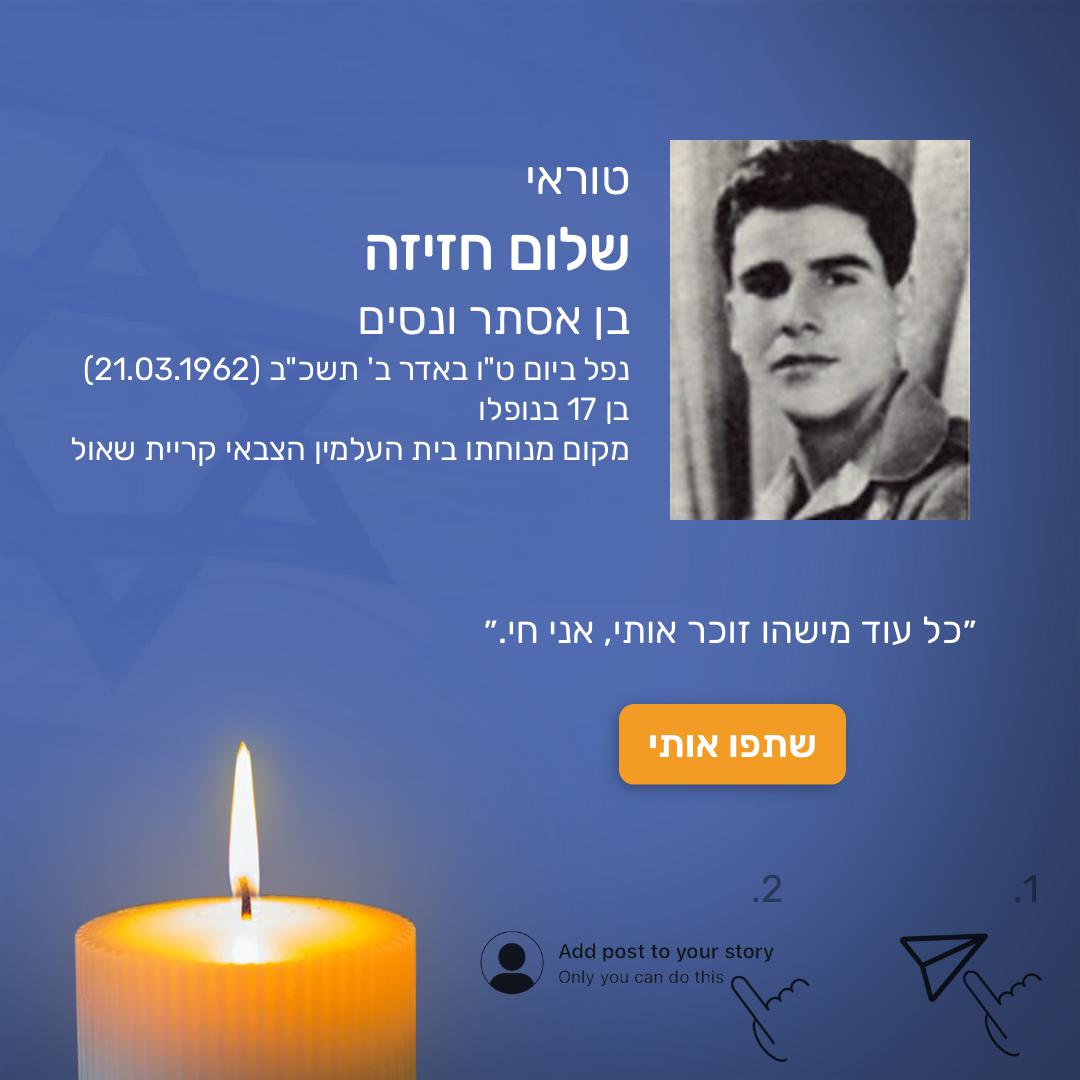 טוראי
שלום חזיזה
בן אסתר ונסים
נפל ביום ט"ו באדר ב' תשכ"ב (21.03.1962)
בן 17 בנופלו
מקום מנוחתו בית העלמין הצבאי קריית שאול
״כל עוד מישהו זוכר אותי, אני חי.״
שתפו אותי
1.
2.
Add post to your story
Only you can do this